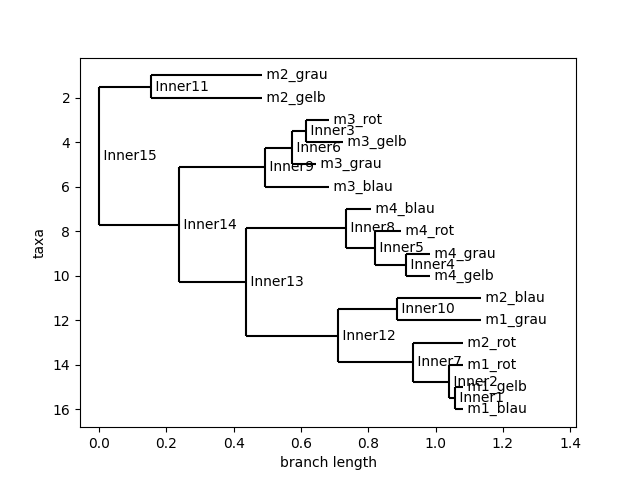 m2_grau
Inner11
m2_gelb
2
m3_rot
Inner3
m3_gelb
4
Inner6
Inner15
m3_grau
Inner9
m3_blau
6
m4_blau
Inner14
Inner8
m4_rot
8
Inner5
taxa
m4_grau
Inner4
m4_gelb
10
Inner13
m2_blau
Inner10
m1_grau
12
Inner12
m2_rot
Inner7
m1_rot
14
Inner2
m1_gelb
Inner1
m1_blau
16
0.0 0.2 0.4 0.6 0.8 1.0 1.2 1.4
branch length